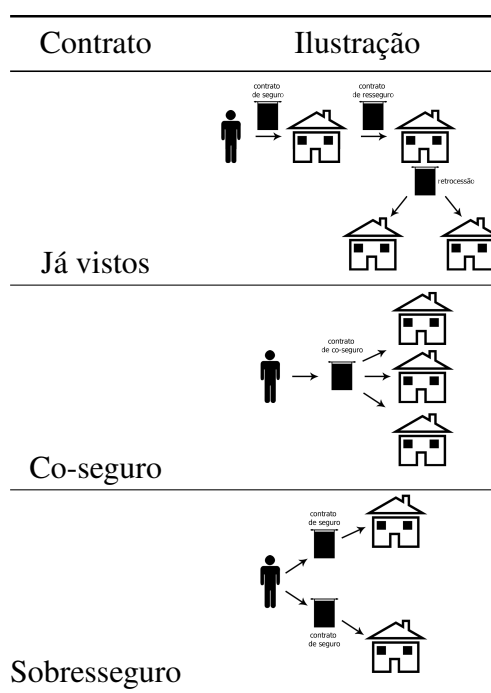 Contrato Ilustração
contrato
de seguro
contrato
de resseguro
retrocessão
Já vistos
contrato
de co-seguro
Co-seguro
contrato
de seguro
contrato
de seguro
Sobresseguro